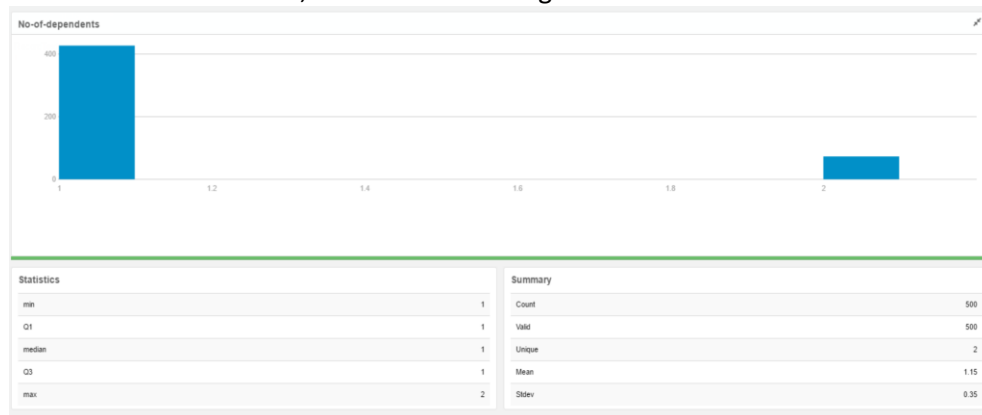 No-of-dependents
400
200
0
1 1.2 1.4 1.6 1.8 2
Statistics
min 1
Q1 1
median 1
Q3 1
max 2
Summary
Count 500
Valid 500
Unique 2
Mean 1.15
Stdev 0.35